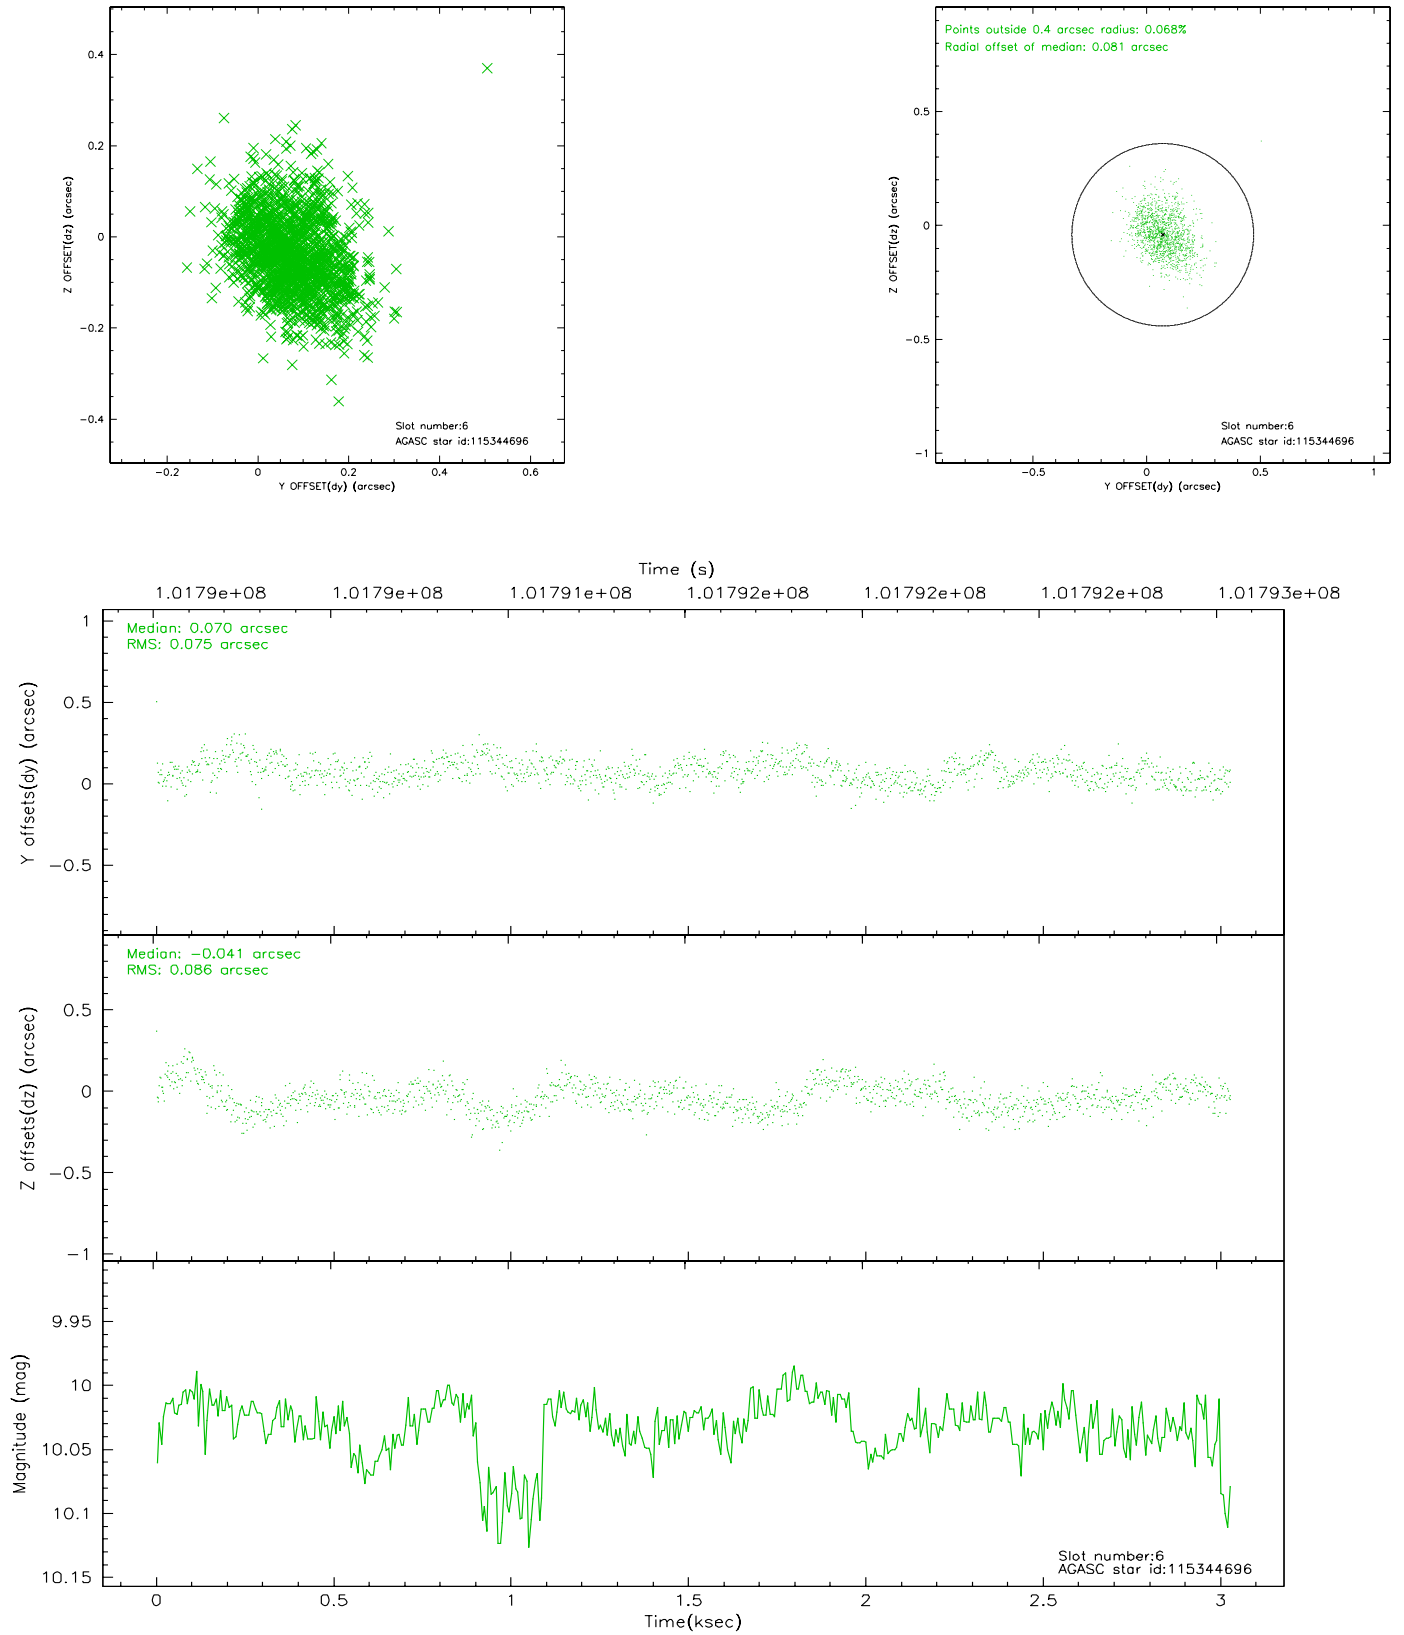 0.4
0.2
0
−0.2
−0.4
Z OFFSET(dz) (arcsec)
Slot number:6
AGASC star id:115344696
−0.2 0 0.2 0.4 0.6
Y OFFSET(dy) (arcsec)
Points outside 0.4 arcsec radius: 0.068%
Radial offset of median: 0.081 arcsec
0.5
0
−0.5
−1
Z OFFSET(dz) (arcsec)
Slot number:6
AGASC star id:115344696
−0.5 0 0.5 1
Y OFFSET(dy) (arcsec)
Time (s)
1.0179e+08 1.0179e+08 1.01791e+08 1.01792e+08 1.01792e+08 1.01792e+08 1.01793e+08
Median: 0.070 arcsec
RMS: 0.075 arcsec
1
0.5
0
−0.5
Y offsets(dy) (arcsec)
Median: −0.041 arcsec
RMS: 0.086 arcsec
0.5
0
−0.5
−1
Z offsets(dz) (arcsec)
9.95
10
10.05
10.1
10.15
Magnitude (mag)
Slot number:6
AGASC star id:115344696
0 0.5 1 1.5 2 2.5 3
Time(ksec)